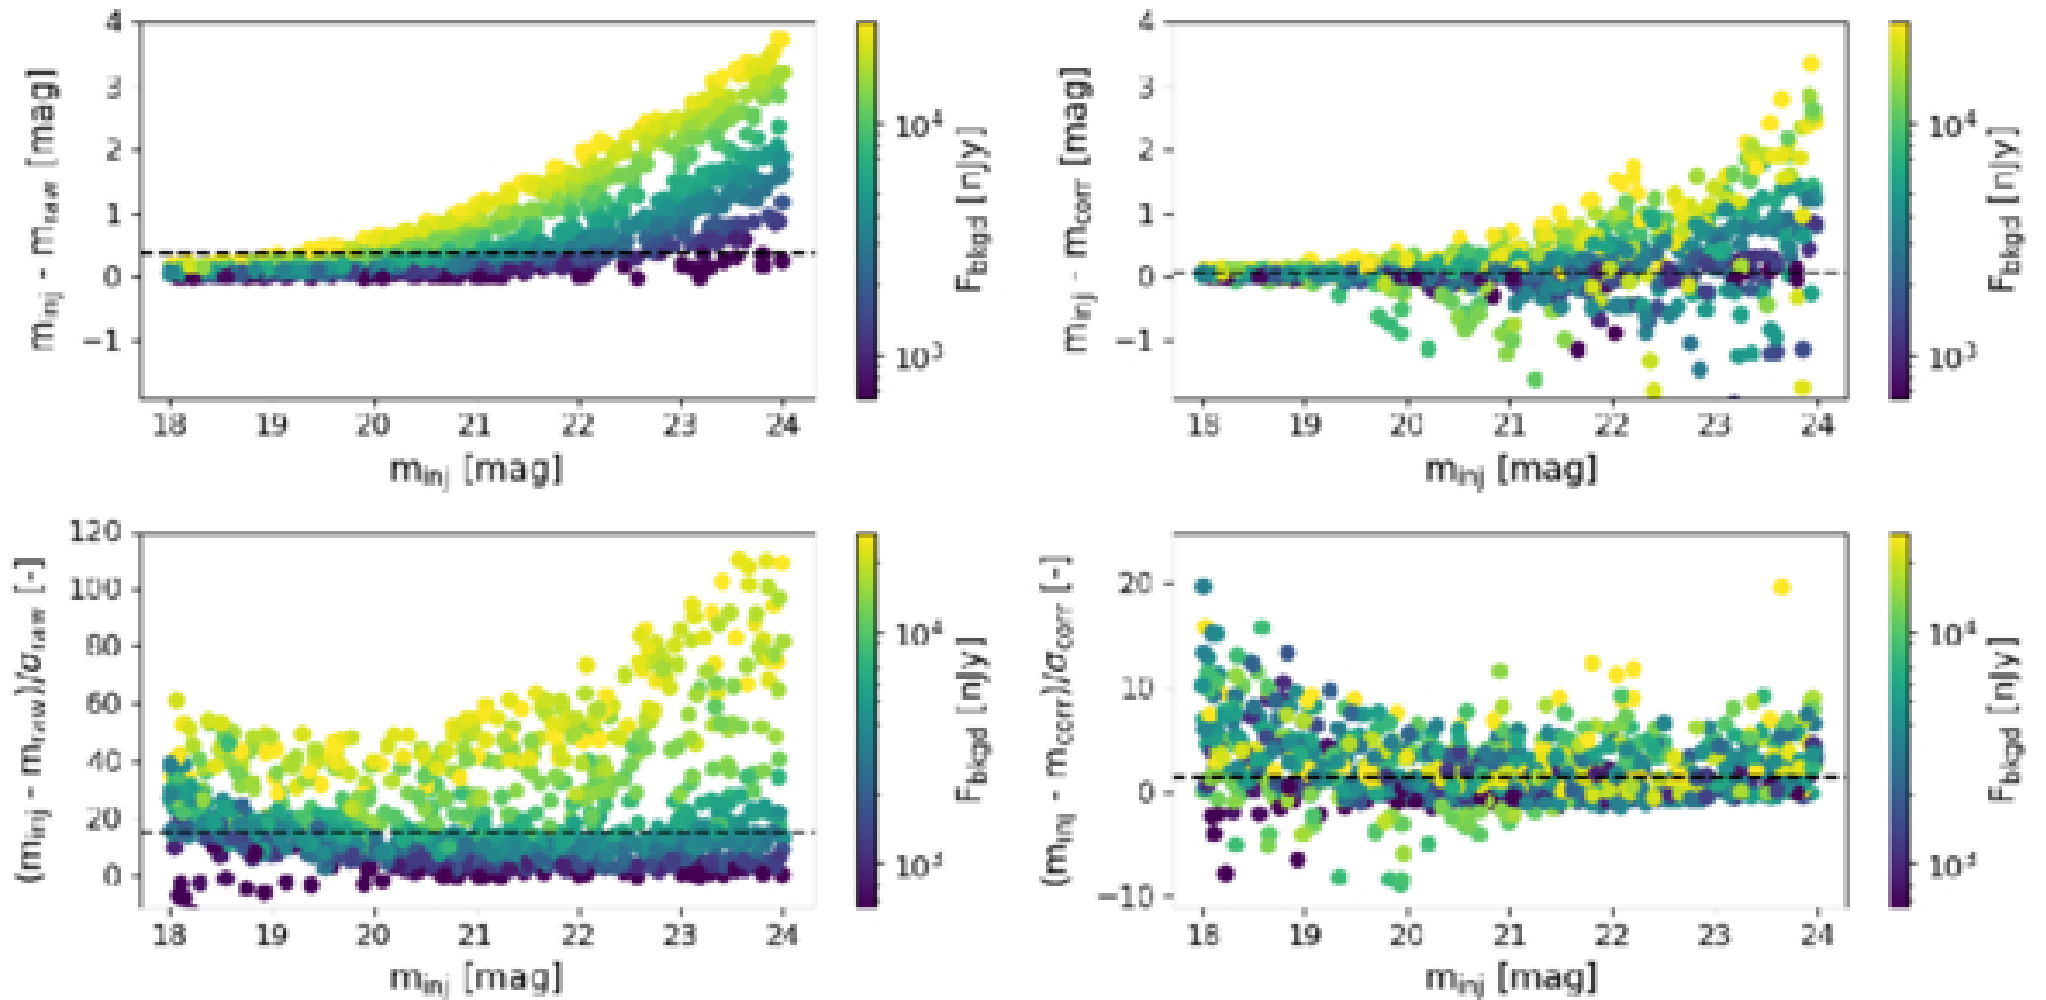 4
3
2
1
0
−1
m_inj - m_raw [mag]
18 19 20 21 22 23 24
m_inj [mag]
10^4
10^3
F_bkgd [nJy]
4
3
2
1
0
−1
m_inj - m_corr [mag]
18 19 20 21 22 23 24
m_inj [mag]
10^4
10^3
F_bkgd [nJy]
120
100
80
60
40
20
0
(m_inj - m_raw)/σ_raw [-]
18 19 20 21 22 23 24
m_inj [mag]
10^4
10^3
F_bkgd [nJy]
20
10
0
−10
(m_inj - m_corr)/σ_corr [-]
18 19 20 21 22 23 24
m_inj [mag]
10^4
10^3
F_bkgd [nJy]